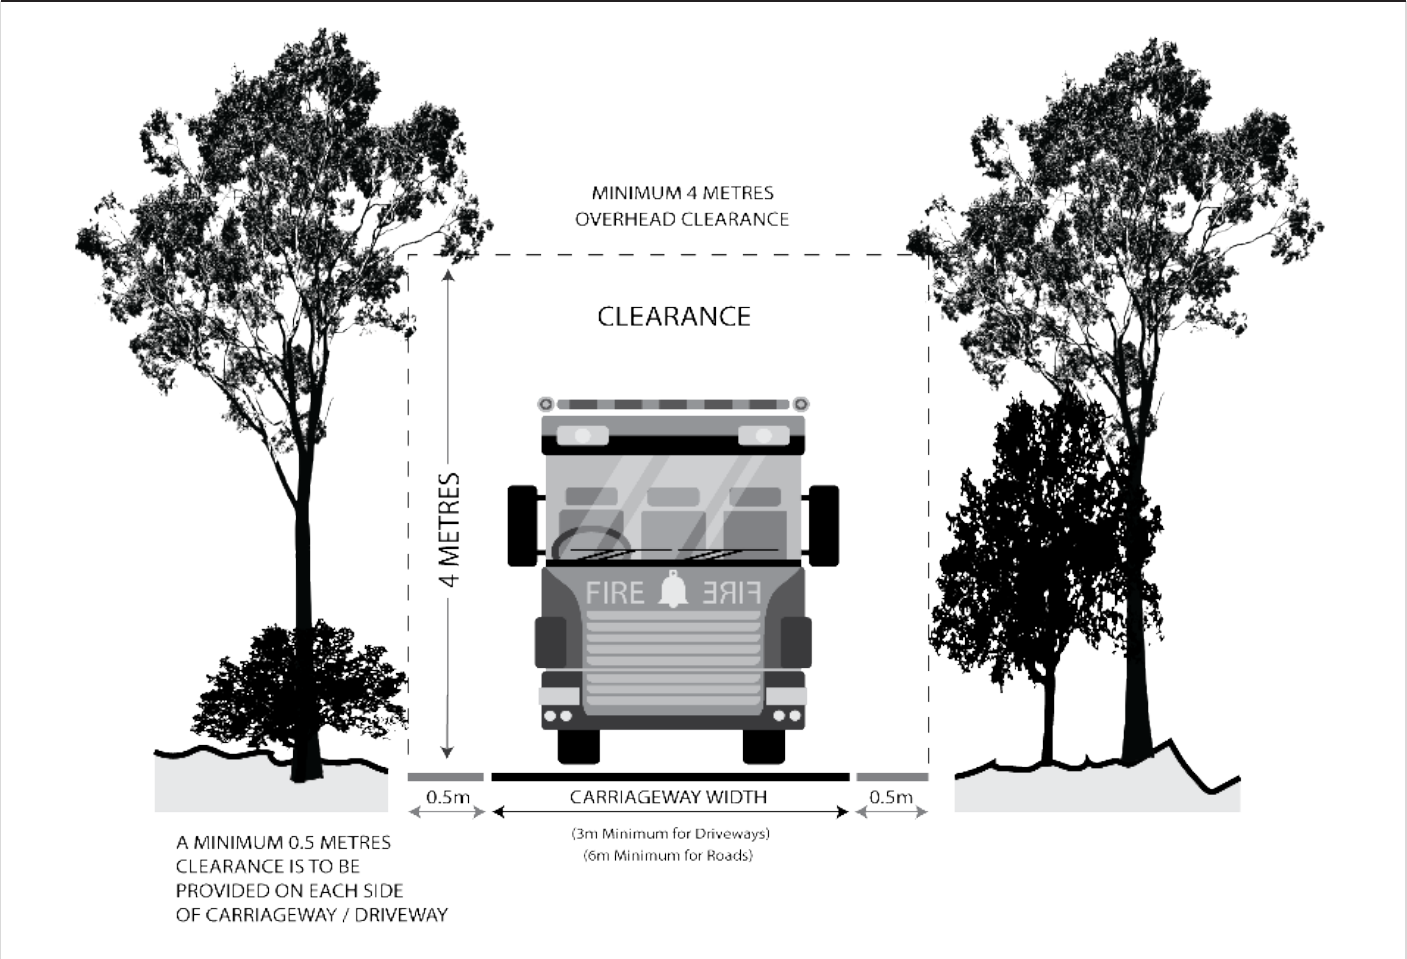 MINIMUM 4 METRES
OVERHEAD CLEARANCE
CLEARANCE
4 METRES
FIRE FIRE
0.5m
CARRIAGEWAY WIDTH
0.5m
(3m Minimum for Driveways)
(6m Minimum for Roads)
A MINIMUM 0.5 METRES
CLEARANCE IS TO BE
PROVIDED ON EACH SIDE
OF CARRIAGEWAY / DRIVEWAY